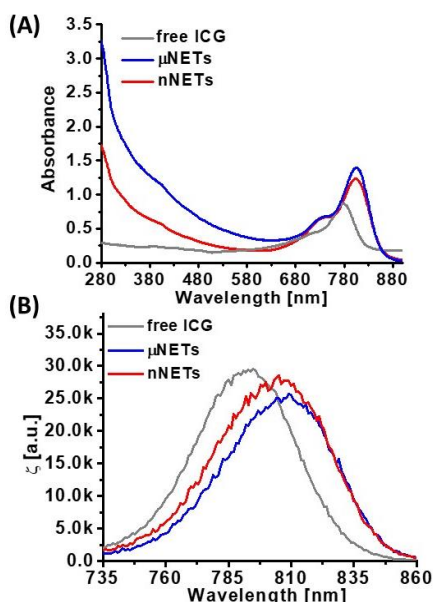 (A)
3.5
free ICG
3.0
µNETs
2.5
nNETs
2.0
1.5
1.0
0.5
0.0
Absorbance
280 380 480 580 680 780 880
Wavelength [nm]
(B)
35.0k
free ICG
30.0k
µNETs
25.0k
nNETs
20.0k
15.0k
10.0k
5.0k
0.0
ζ [a.u.]
735 760 785 810 835 860
Wavelength [nm]